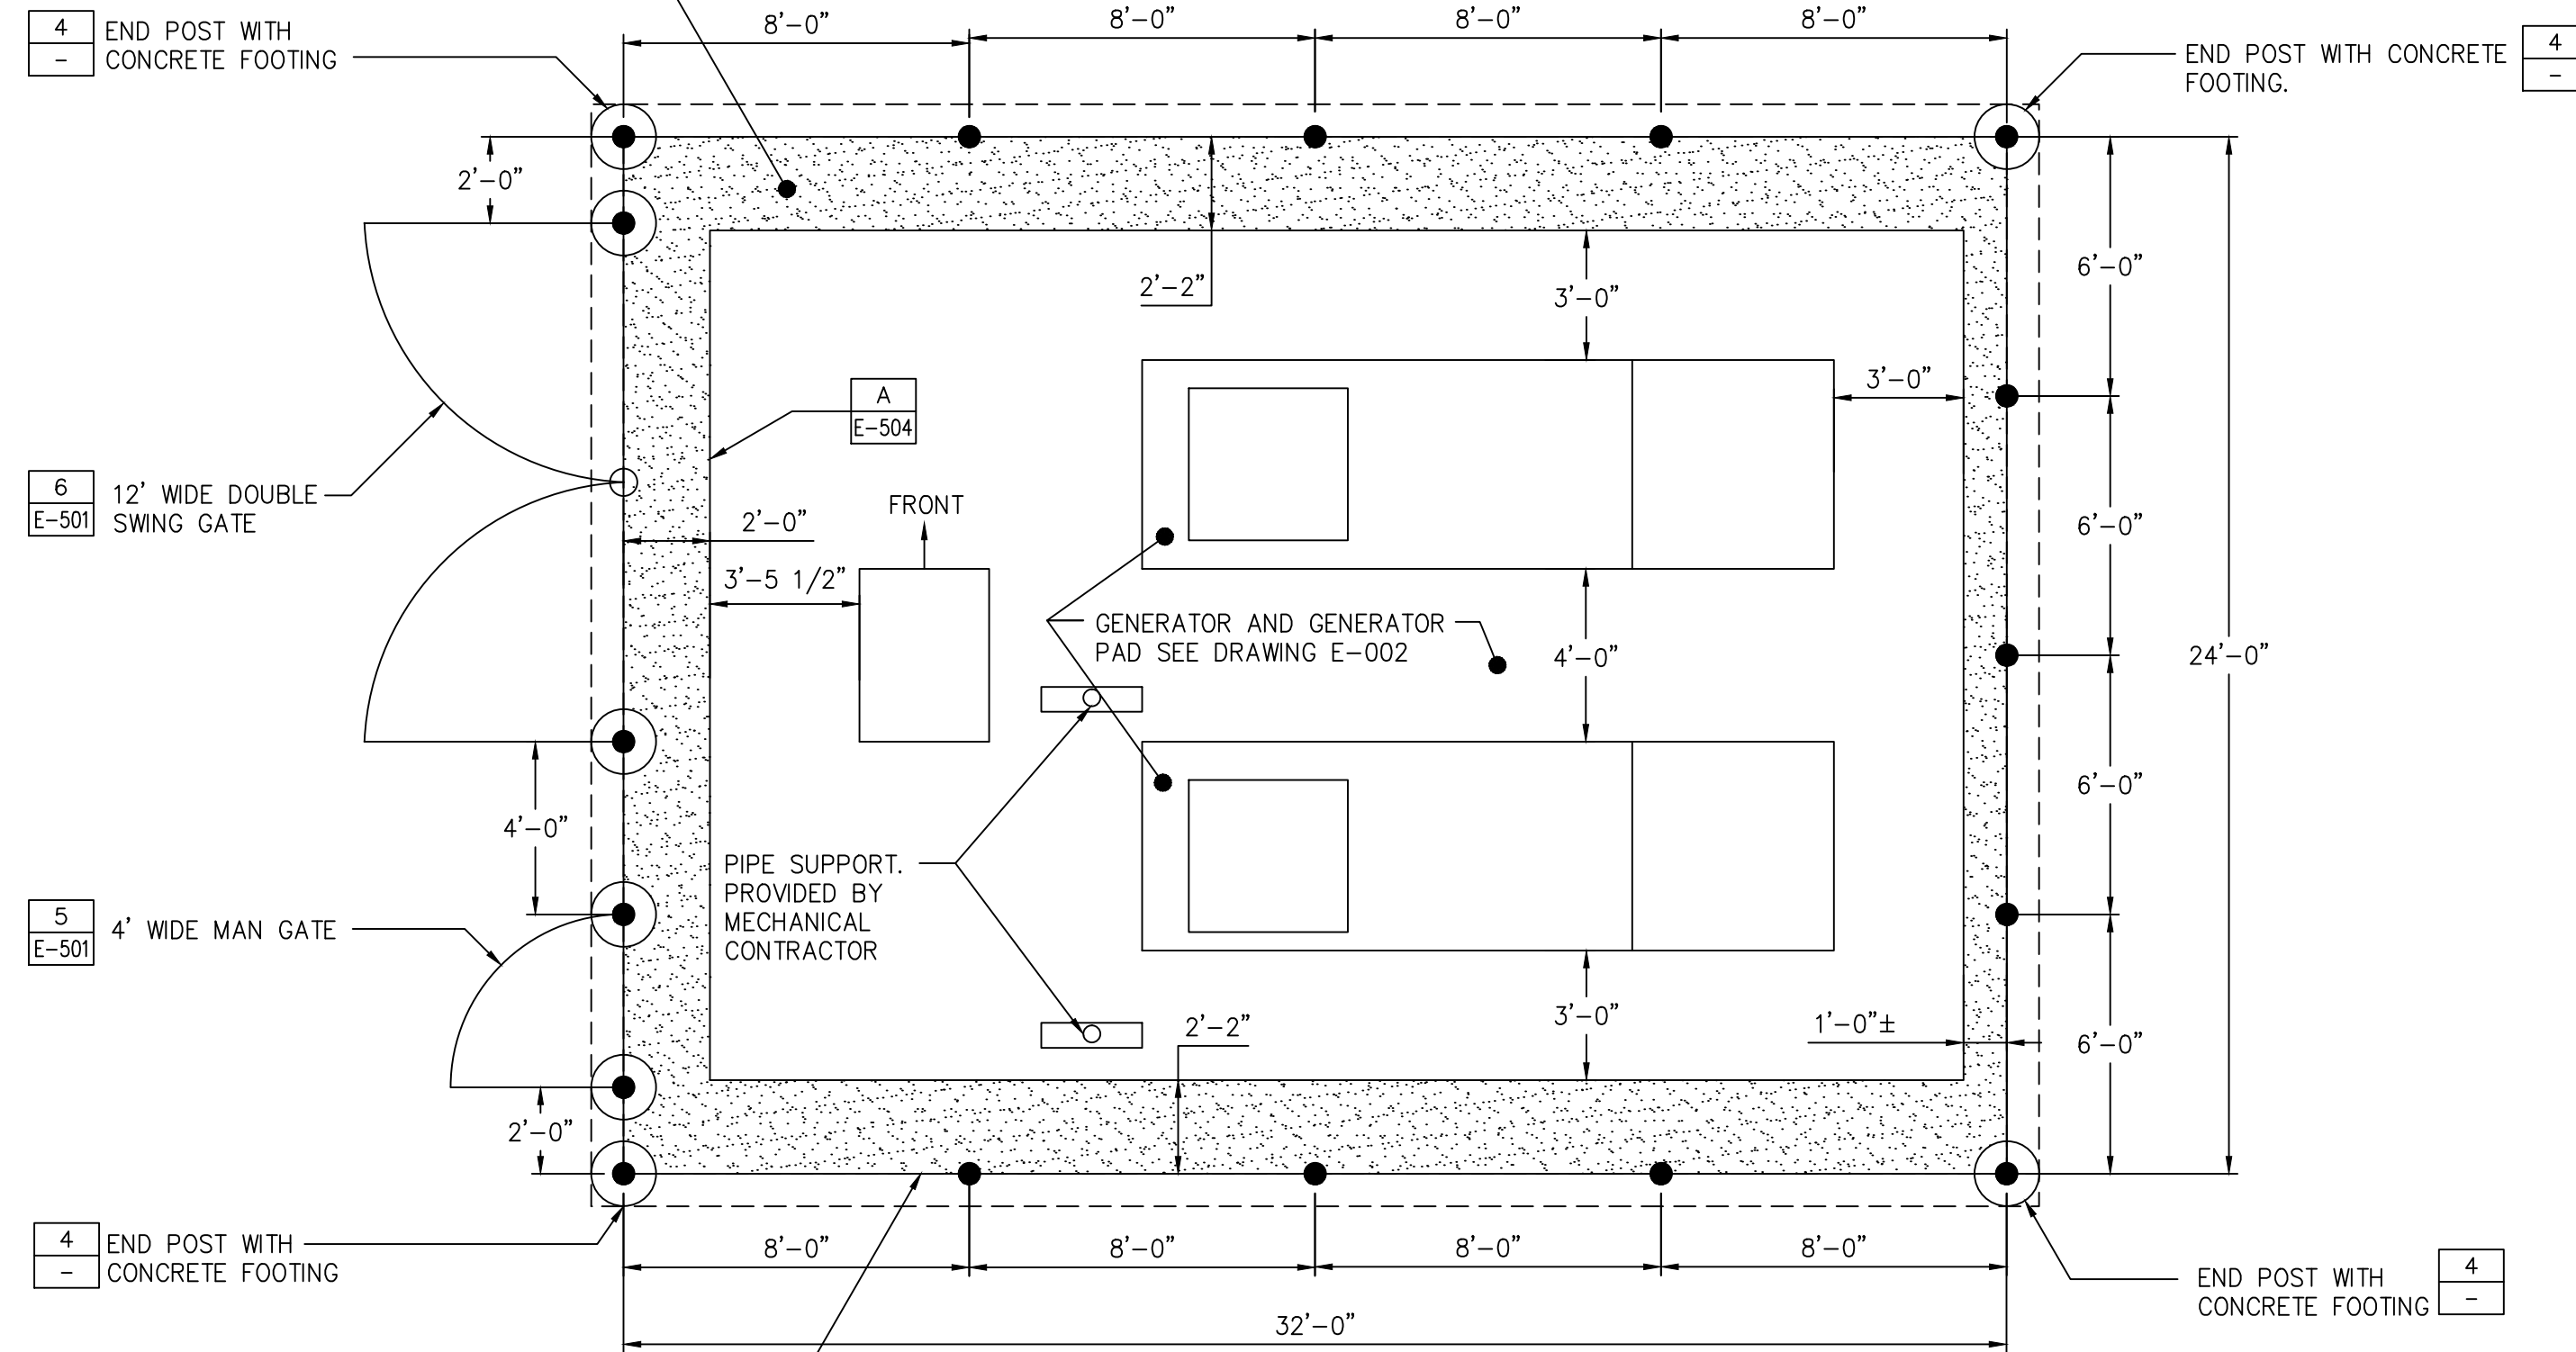 8'-0"
8'-0"
8'-0"
8'-0"
4
-
END POST WITH
CONCRETE FOOTING
END POST WITH CONCRETE
FOOTING.
4
-
2'-0"
6'-0"
2'-2"
3'-0"
3'-0"
A
E-504
6
E-501
12' WIDE DOUBLE
SWING GATE
FRONT
2'-0"
6'-0"
3'-5 1/2"
GENERATOR AND GENERATOR
PAD SEE DRAWING E-002
4'-0"
24'-0"
4'-0"
6'-0"
PIPE SUPPORT.
PROVIDED BY
MECHANICAL
CONTRACTOR
5
E-501
4' WIDE MAN GATE
2'-2"
3'-0"
1'-0"±
6'-0"
2'-0"
4
-
END POST WITH
CONCRETE FOOTING
8'-0"
8'-0"
8'-0"
8'-0"
END POST WITH
CONCRETE FOOTING
4
-
32'-0"